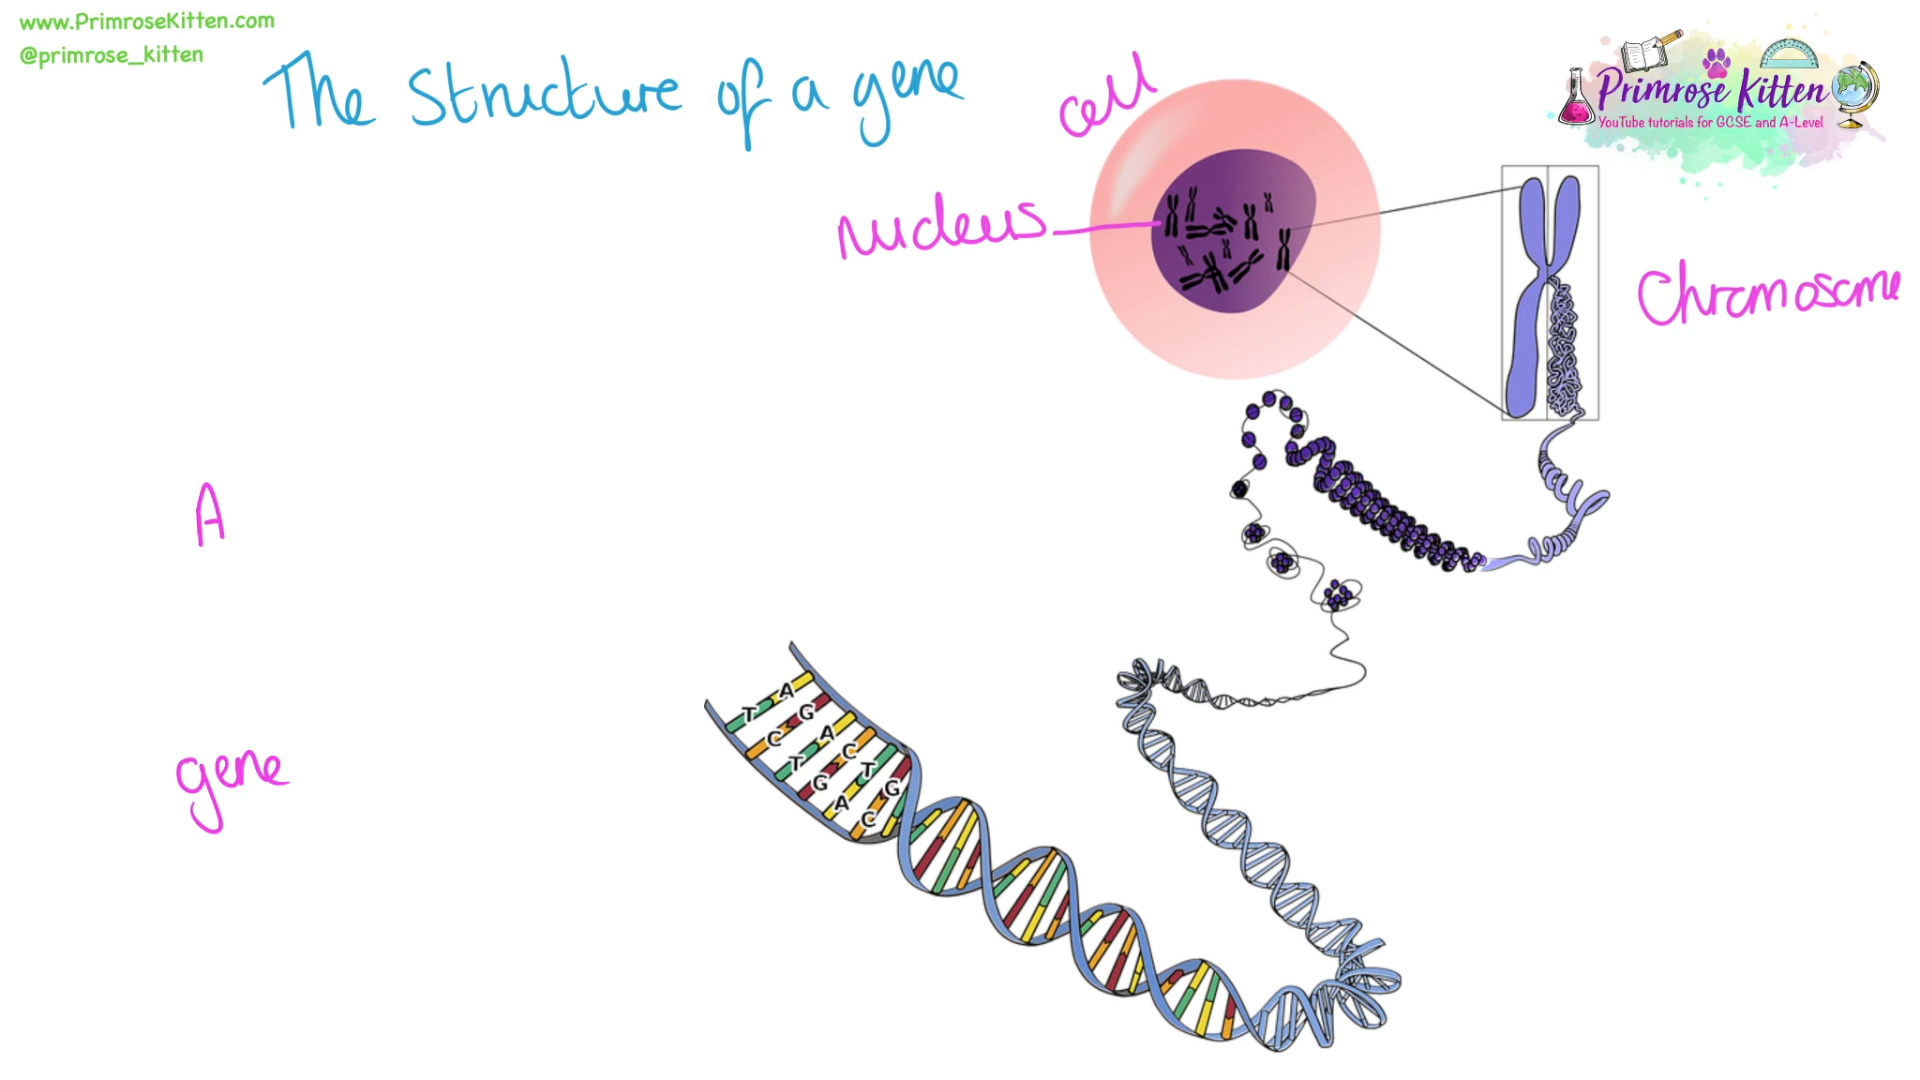 www.PrimroseKitten.com
@primrose_kitten
The Structure of a gene
cell
Primrose Kitten
YouTube tutorials for GCSE and A-Level
nucleus
Chromosome
A
gene
A
T
G
C
A
C
T
T
G
G
A
C